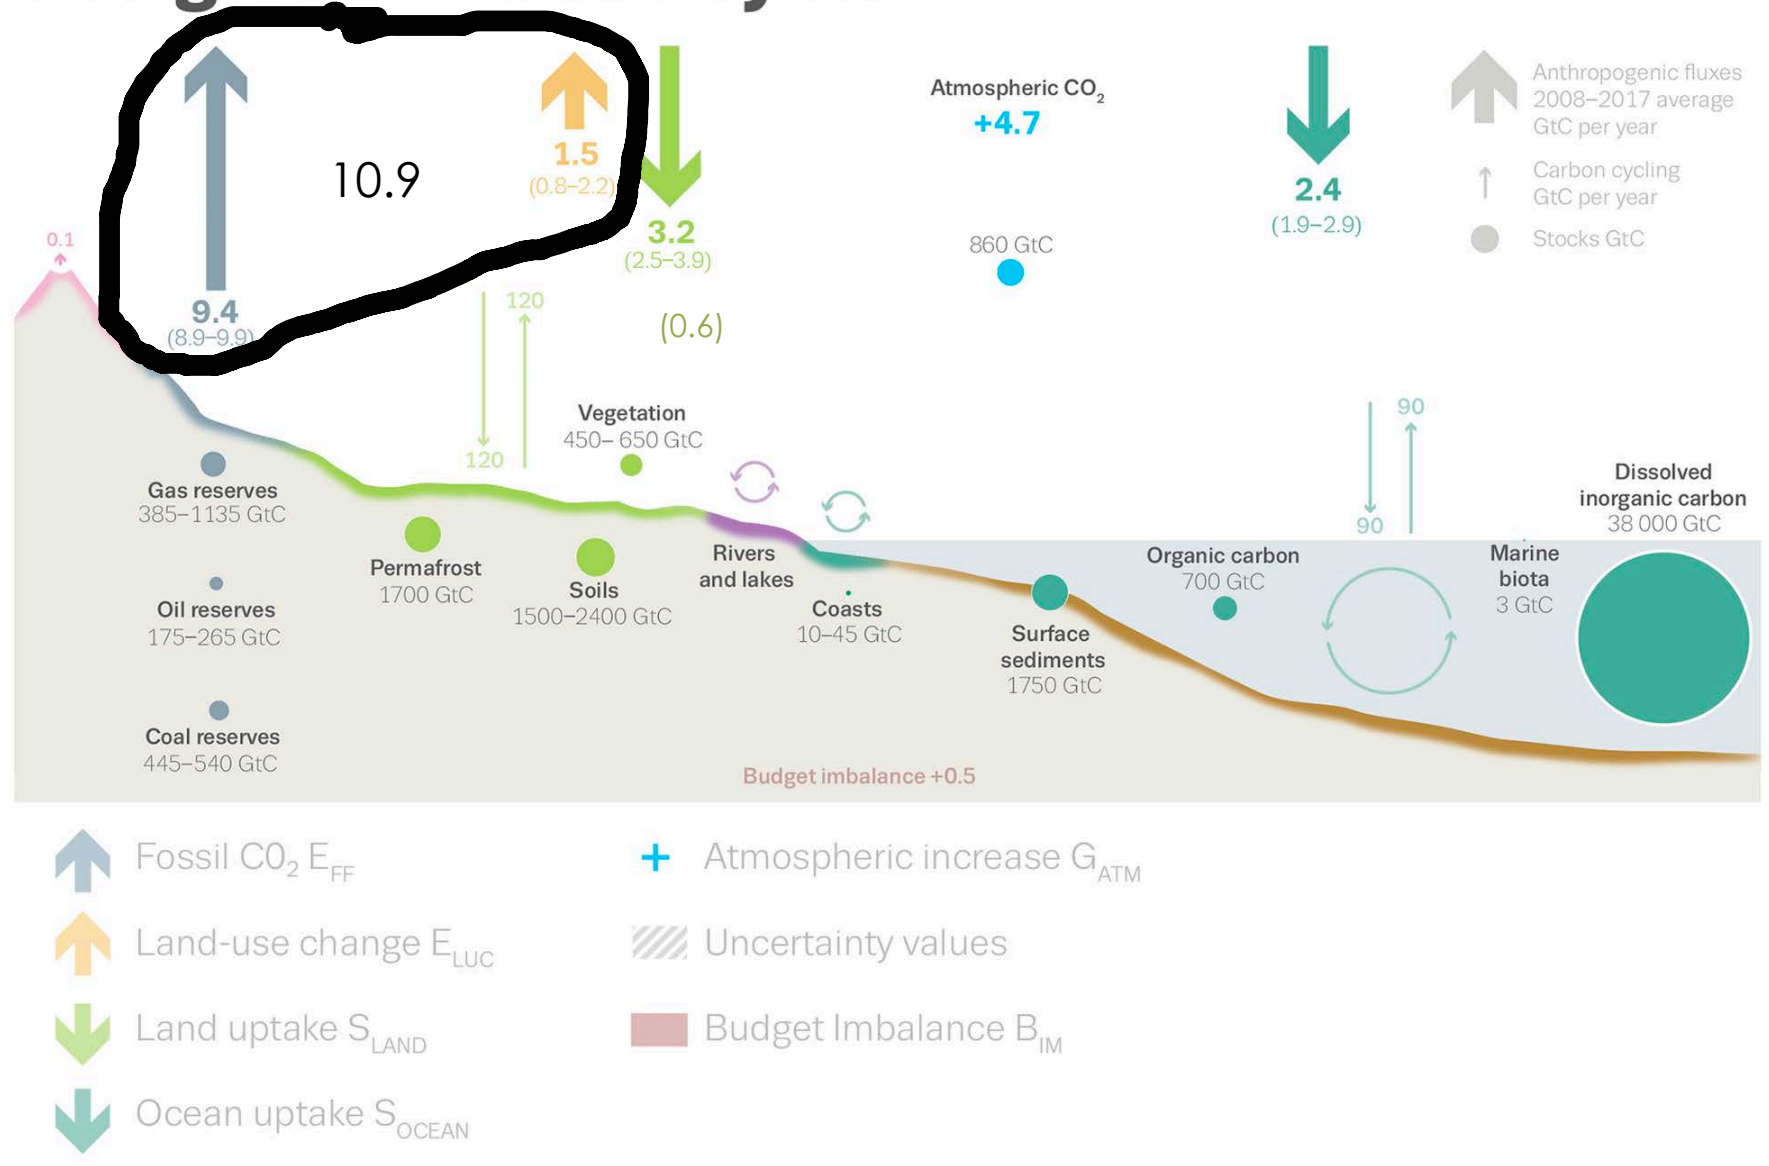 Atmospheric CO2
+4.7
Anthropogenic fluxes
2008–2017 average
GtC per year
Carbon cycling
GtC per year
Stocks GtC
1.5
(0.8–2.2)
10.9
3.2
(2.5–3.9)
2.4
(1.9–2.9)
0.1
860 GtC
9.4
(8.9–9.9)
120
(0.6)
120
Vegetation
450– 650 GtC
90
90
Gas reserves
385–1135 GtC
Permafrost
1700 GtC
Soils
1500–2400 GtC
Rivers
and lakes
Coasts
10–45 GtC
Surface
sediments
1750 GtC
Organic carbon
700 GtC
Marine
biota
3 GtC
Dissolved
inorganic carbon
38 000 GtC
Oil reserves
175–265 GtC
Coal reserves
445–540 GtC
Budget imbalance +0.5
Fossil C02 EFF
Land-use change ELUC
Land uptake SLAND
Ocean uptake SOCEAN
Atmospheric increase GATM
Uncertainty values
Budget Imbalance BIM